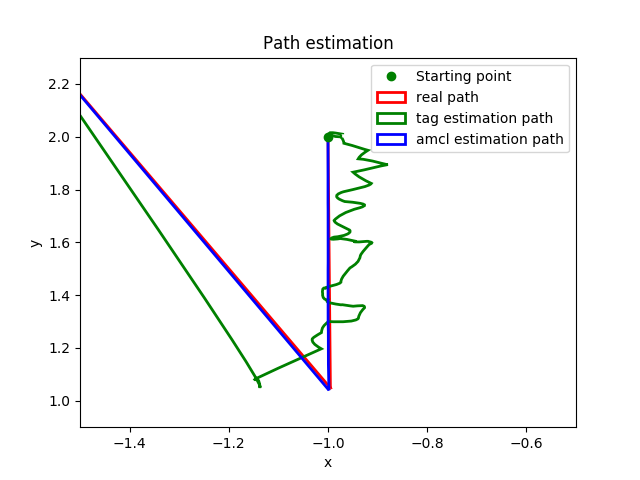 Path estimation
Starting point
real path
tag estimation path
amcl estimation path
2.2
2.0
1.8
1.6
1.4
1.2
1.0
y
−1.4
−1.2
−1.0
−0.8
−0.6
x